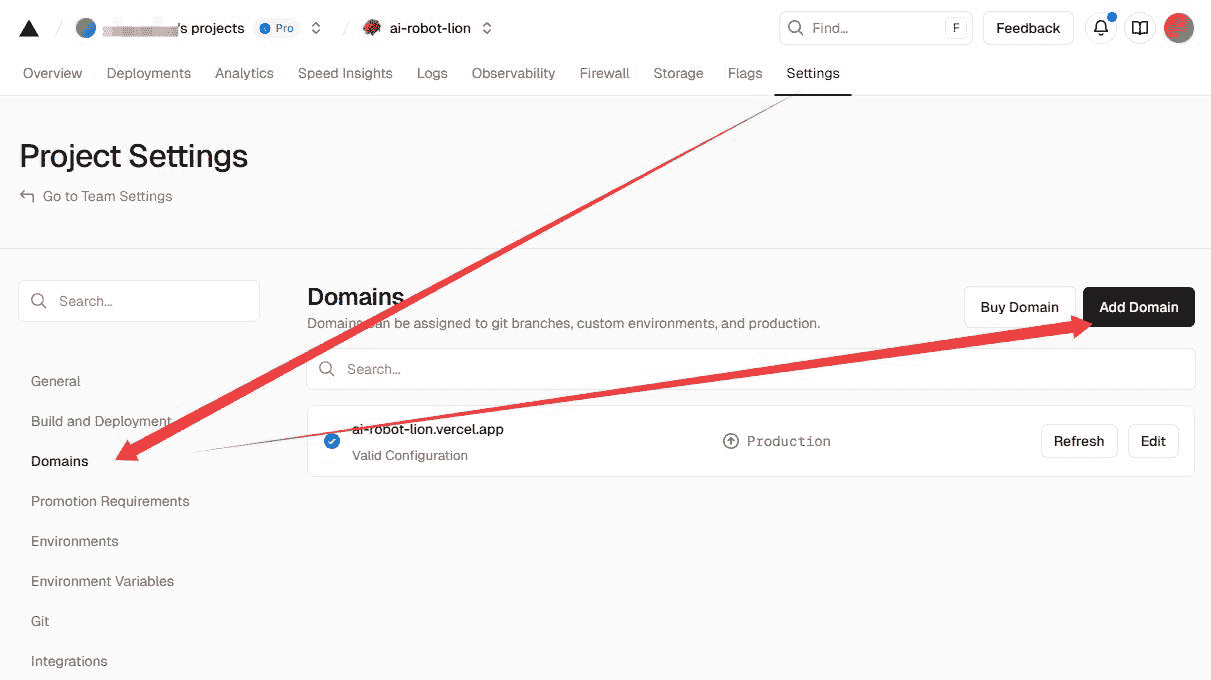 's projects Pro ai-robot-lion Find... F Feedback
Overview Deployments Analytics Speed Insights Logs Observability Firewall Storage Flags Settings
Project Settings
Go to Team Settings
Search...
General
Build and Deployment
Domains
Promotion Requirements
Environments
Environment Variables
Git
Integrations
Domains
Domains can be assigned to git branches, custom environments, and production.
Buy Domain Add Domain
Search...
ai-robot-lion.vercel.app
Valid Configuration
Production
Refresh Edit